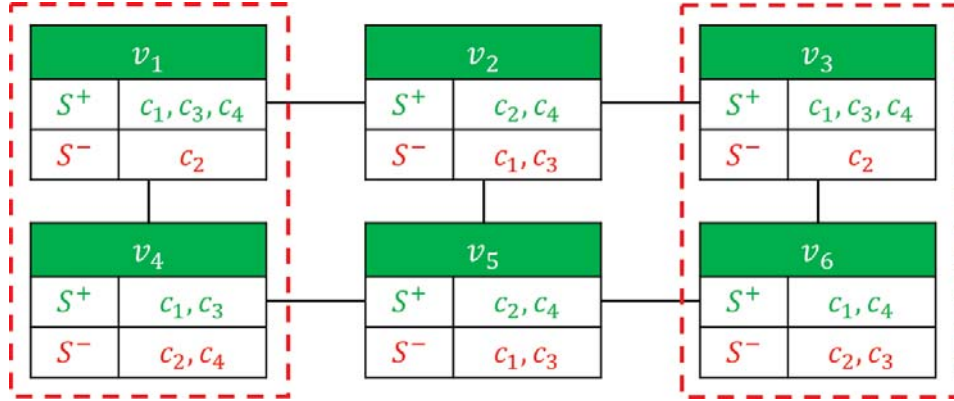 v₁ v₂ v₃
S⁺ c₁, c₃, c₄ S⁺ c₂, c₄ S⁺ c₁, c₃, c₄
S⁻ c₂ S⁻ c₁, c₃ S⁻ c₂
v₄ v₅ v₆
S⁺ c₁, c₃ S⁺ c₂, c₄ S⁺ c₁, c₄
S⁻ c₂, c₄ S⁻ c₁, c₃ S⁻ c₂, c₃